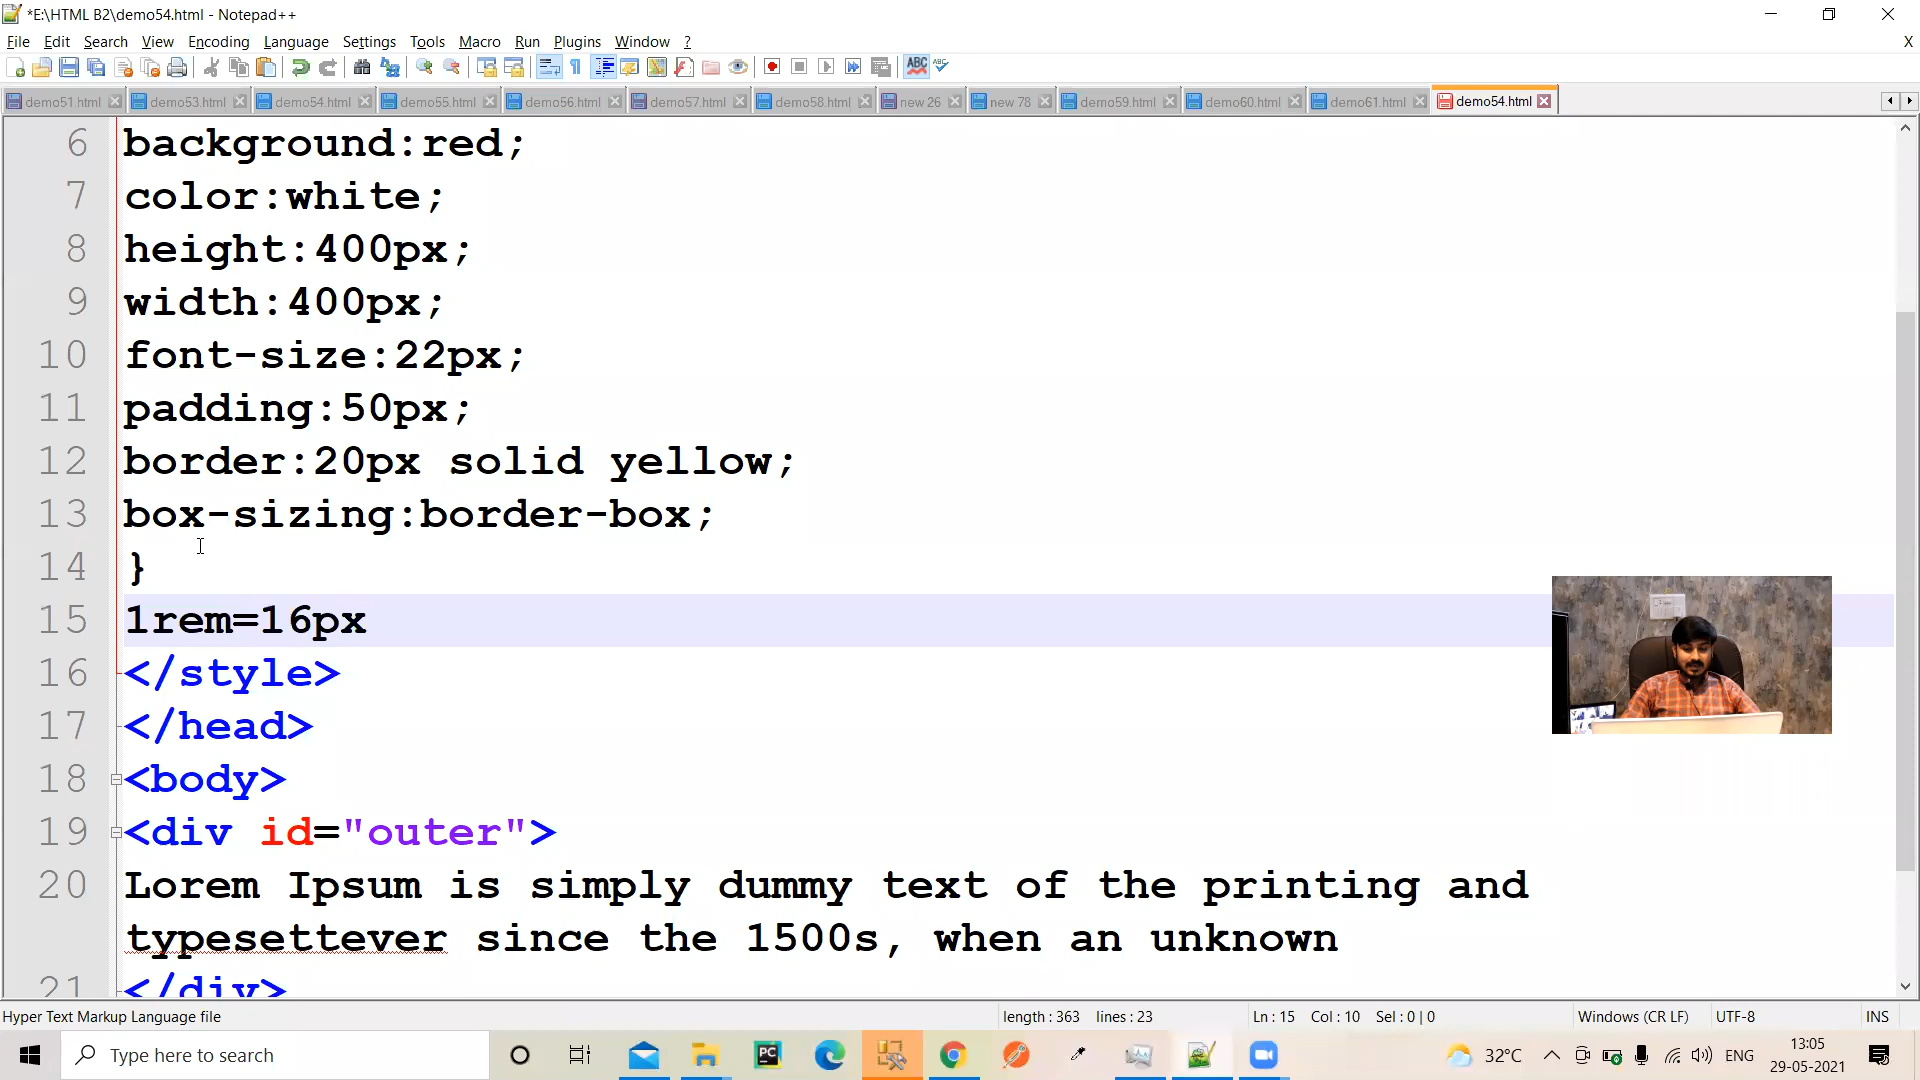 *E:\HTML B2\demo54.html - Notepad++
File Edit Search View Encoding Language Settings Tools Macro Run Plugins Window ? X
demo51.html demo53.html demo54.html demo55.html demo56.html demo57.html demo58.html new 26 new 78 demo59.html demo60.html demo61.html demo54.html
6 background:red;
7 color:white;
8 height:400px;
9 width:400px;
10 font-size:22px;
11 padding:50px;
12 border:20px solid yellow;
13 box-sizing:border-box;
14 }
15 1rem=16px
16 </style>
17 </head>
18 <body>
19 <div id="outer">
20 Lorem Ipsum is simply dummy text of the printing and
typesettever since the 1500s, when an unknown
21 </div>
Hyper Text Markup Language file length : 363 lines : 23 Ln : 15 Col : 10 Sel : 0 | 0 Windows (CR LF) UTF-8 INS
Type here to search 32°C ENG 13:05
29-05-2021